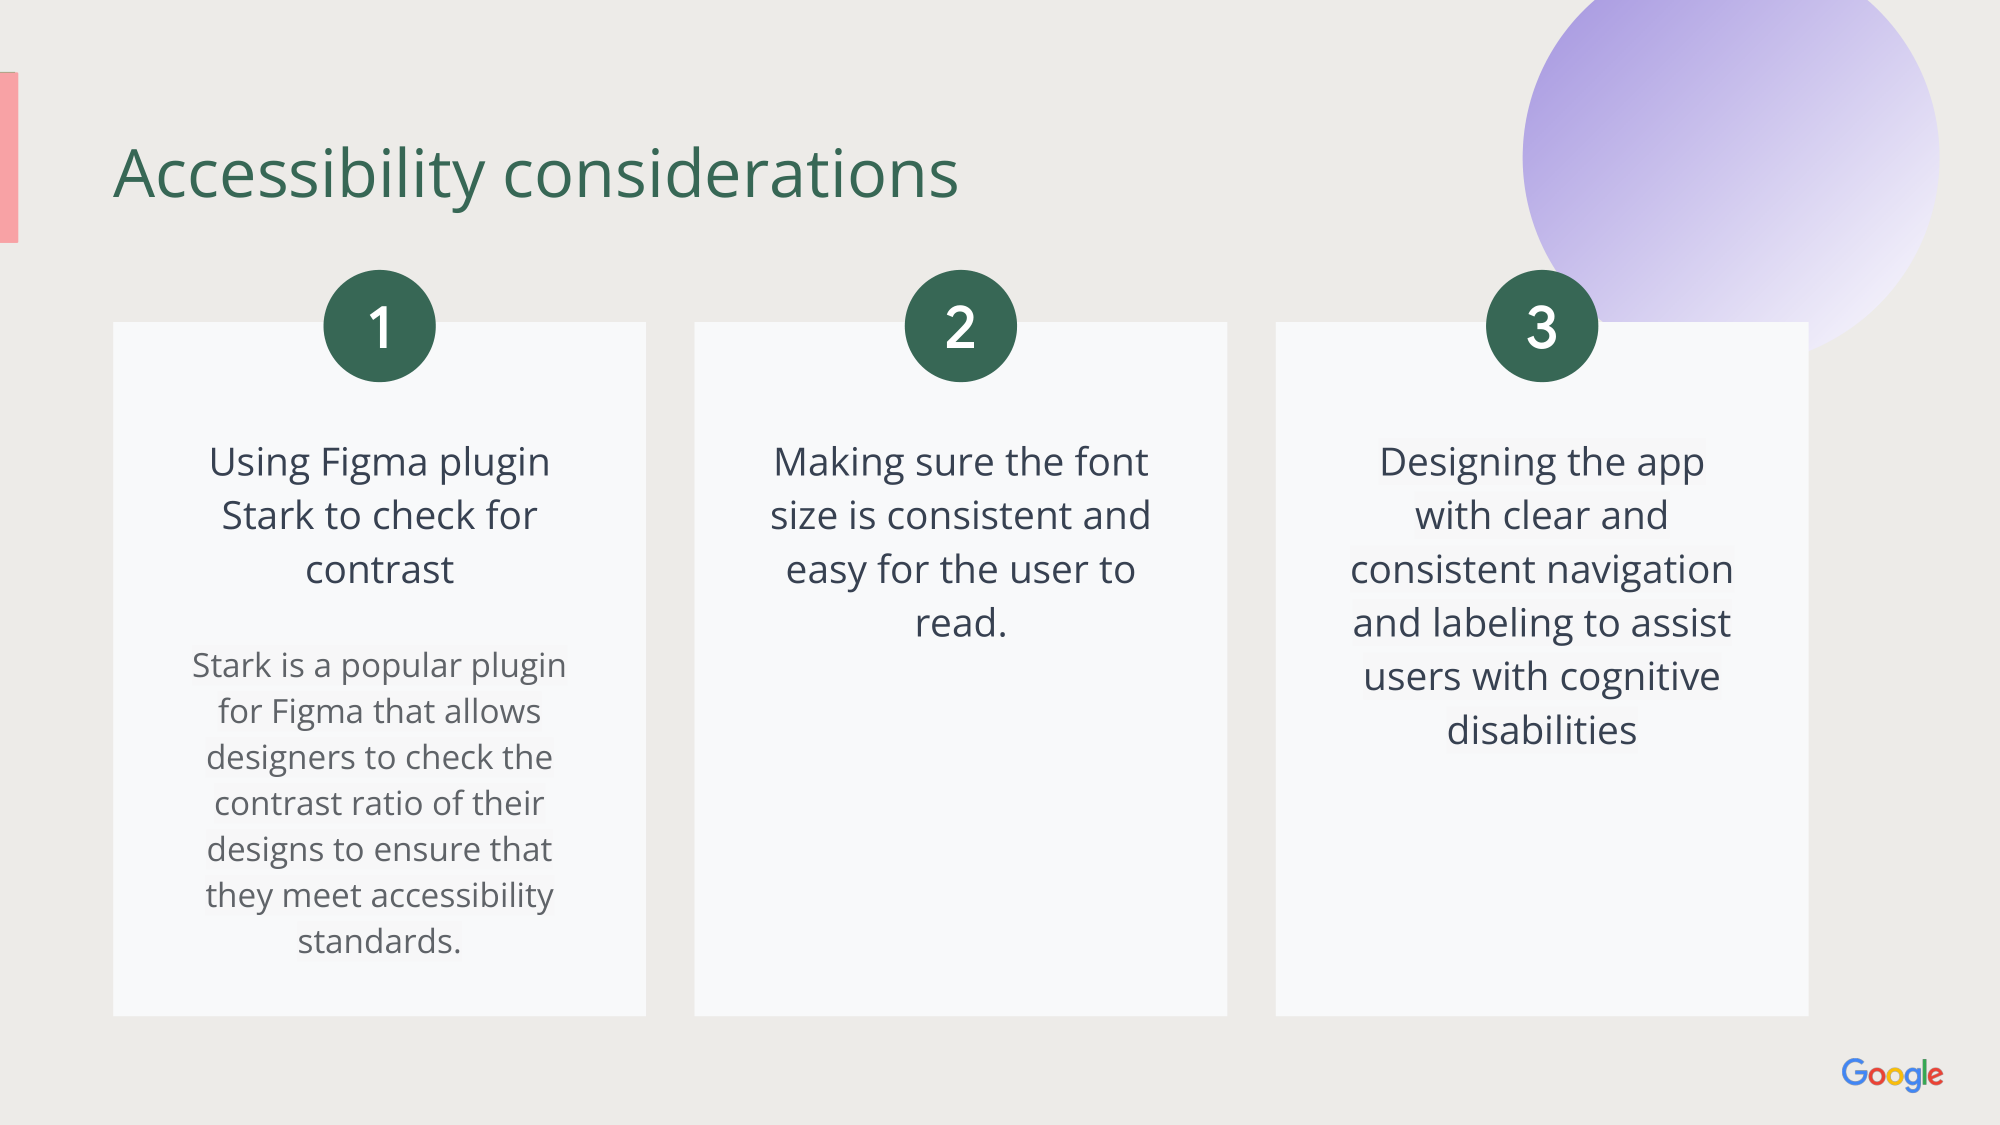 Accessibility considerations
1
Using Figma plugin
Stark to check for
contrast
Stark is a popular plugin
for Figma that allows
designers to check the
contrast ratio of their
designs to ensure that
they meet accessibility
standards.
2
Making sure the font
size is consistent and
easy for the user to
read.
3
Designing the app
with clear and
consistent navigation
and labeling to assist
users with cognitive
disabilities
Google